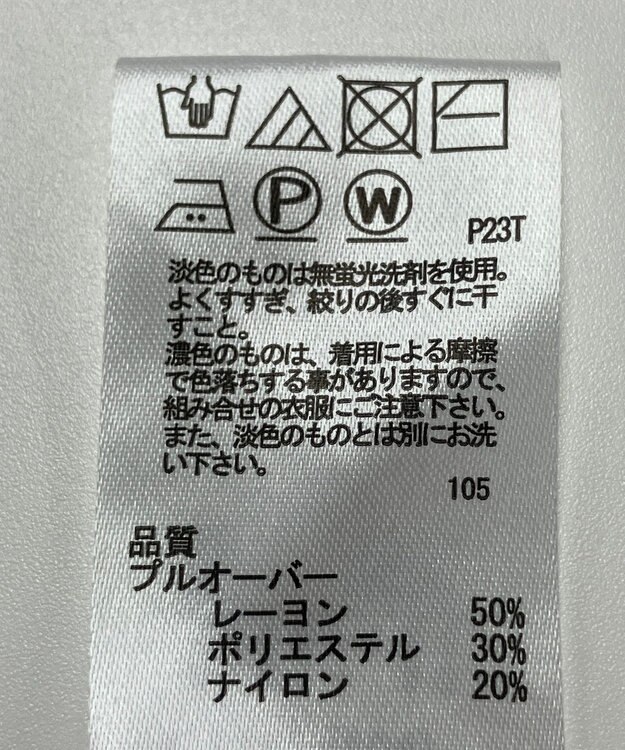 P W P23T
淡色のものは無蛍光洗剤を使用。
よくすすぎ、絞りの後すぐに干
すこと。
濃色のものは、着用による摩擦
で色落ちする事がありますので、
組み合せの衣服にご注意下さい。
また、淡色のものとは別にお洗
い下さい。
105
品質
プルオーバー
レーヨン 50%
ポリエステル 30%
ナイロン 20%